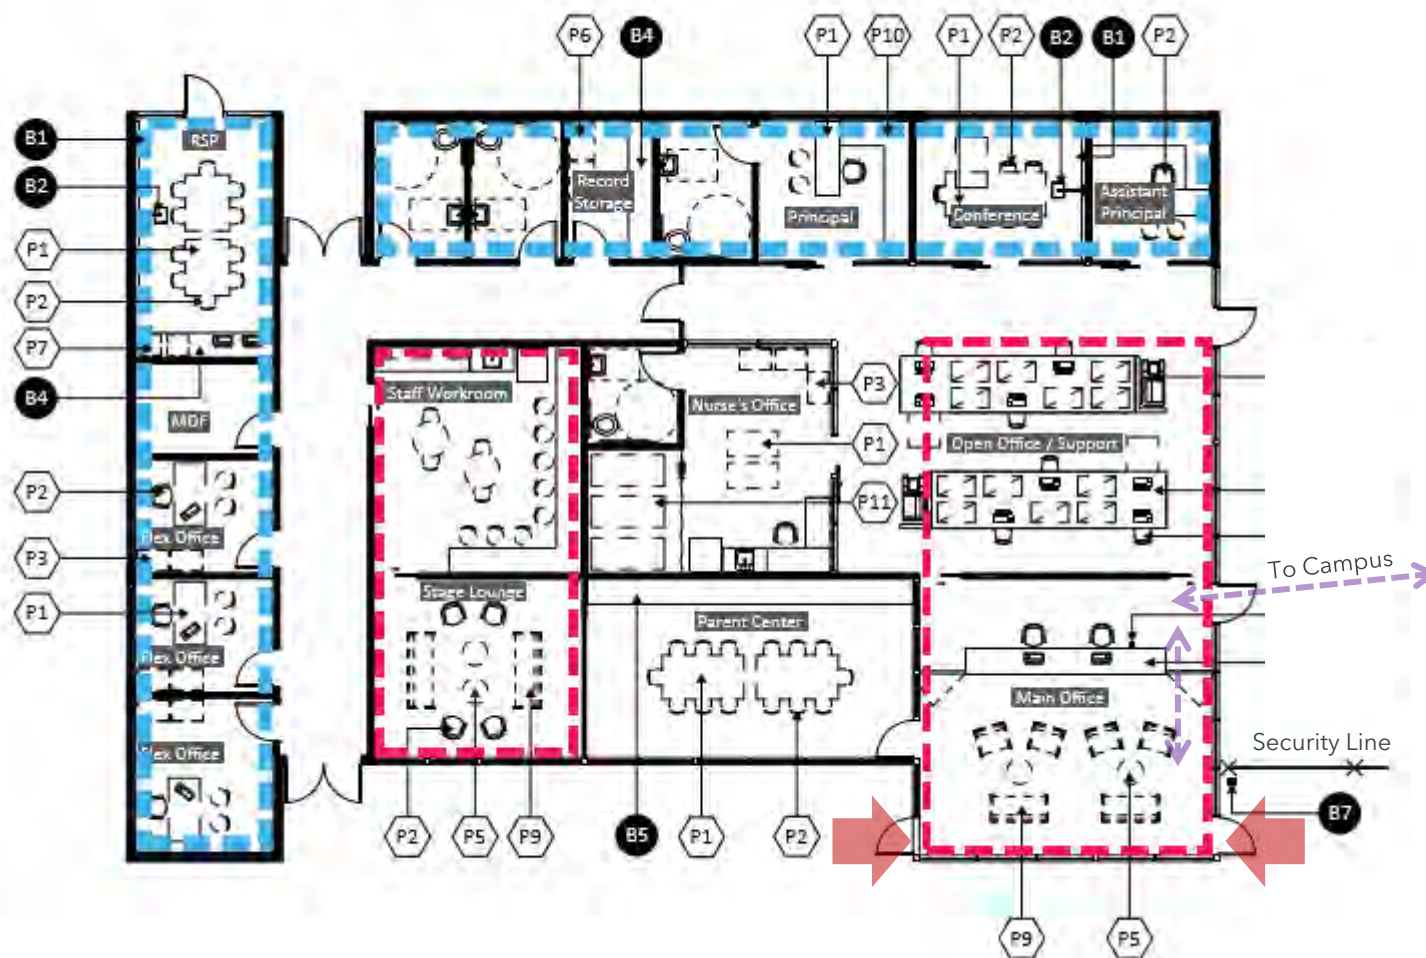 P6
B4
P1
P10
P1
P2
B2
B1
P2
B1
B2
P1
P2
P7
B4
P2
P3
P1
RSP
Record
Storage
Principal
Conference
Assistant
Principal
MDF
Staff Workroom
Nurse's Office
P3
P1
P11
Open Office / Support
Flex Office
Flex Office
Flex Office
Stage Lounge
Parent Center
Main Office
To Campus
Security Line
B7
P2
P5
P9
B5
P1
P2
P9
P5